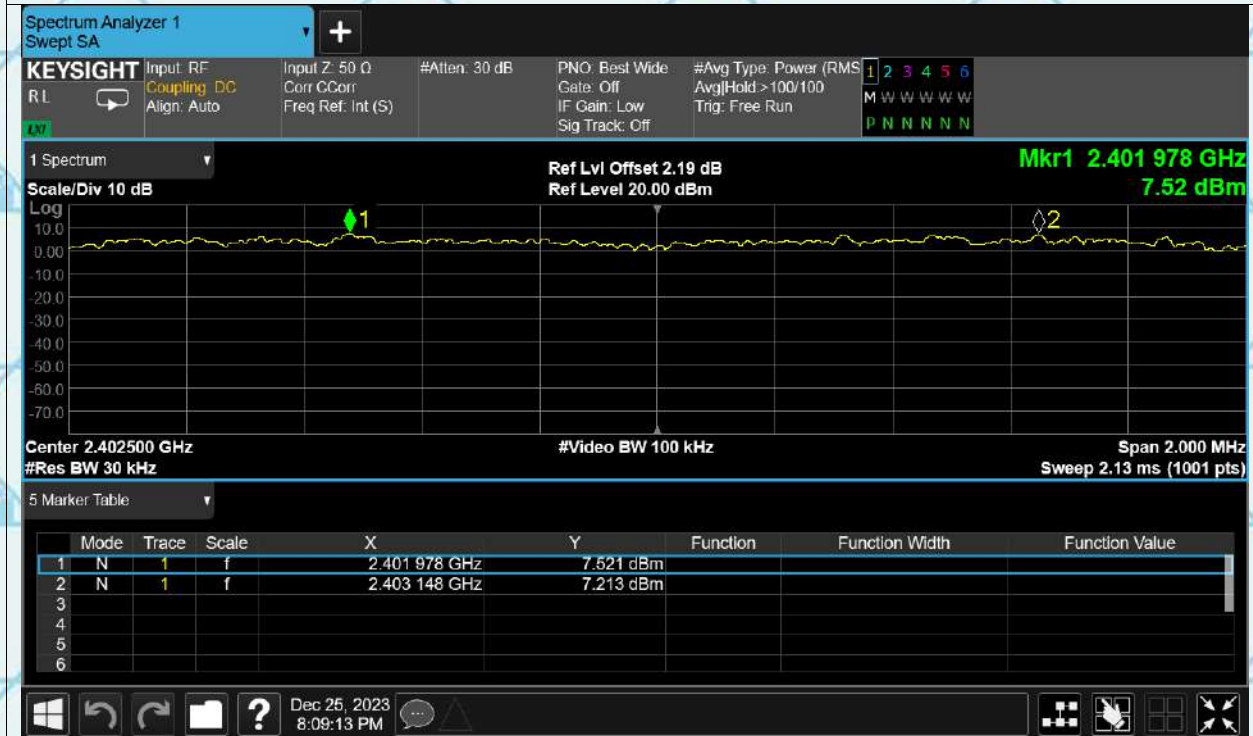 Spectrum Analyzer 1
Swept SA
+
KEYSIGHT
RL
LXI
Input: RF
Coupling: DC
Align: Auto
Input Z: 50 Ω
Corr CCorr
Freq Ref: Int (S)
#Atten: 30 dB
PNO: Best Wide
Gate: Off
IF Gain: Low
Sig Track: Off
#Avg Type: Power (RMS
Avg|Hold:>100/100
Trig: Free Run
1 2 3 4 5 6
M W W W W W
P N N N N N
1 Spectrum
Scale/Div 10 dB
Ref Lvl Offset 2.19 dB
Ref Level 20.00 dBm
Mkr1 2.401 978 GHz
7.52 dBm
Log
10.0
0.00
-10.0
-20.0
-30.0
-40.0
-50.0
-60.0
-70.0
1
2
Center 2.402500 GHz
#Video BW 100 kHz
Span 2.000 MHz
#Res BW 30 kHz
Sweep 2.13 ms (1001 pts)
5 Marker Table
Mode Trace Scale X Y Function Function Width Function Value
1 N 1 f 2.401 978 GHz 7.521 dBm
2 N 1 f 2.403 148 GHz 7.213 dBm
3
4
5
6
?
Dec 25, 2023
8:09:13 PM